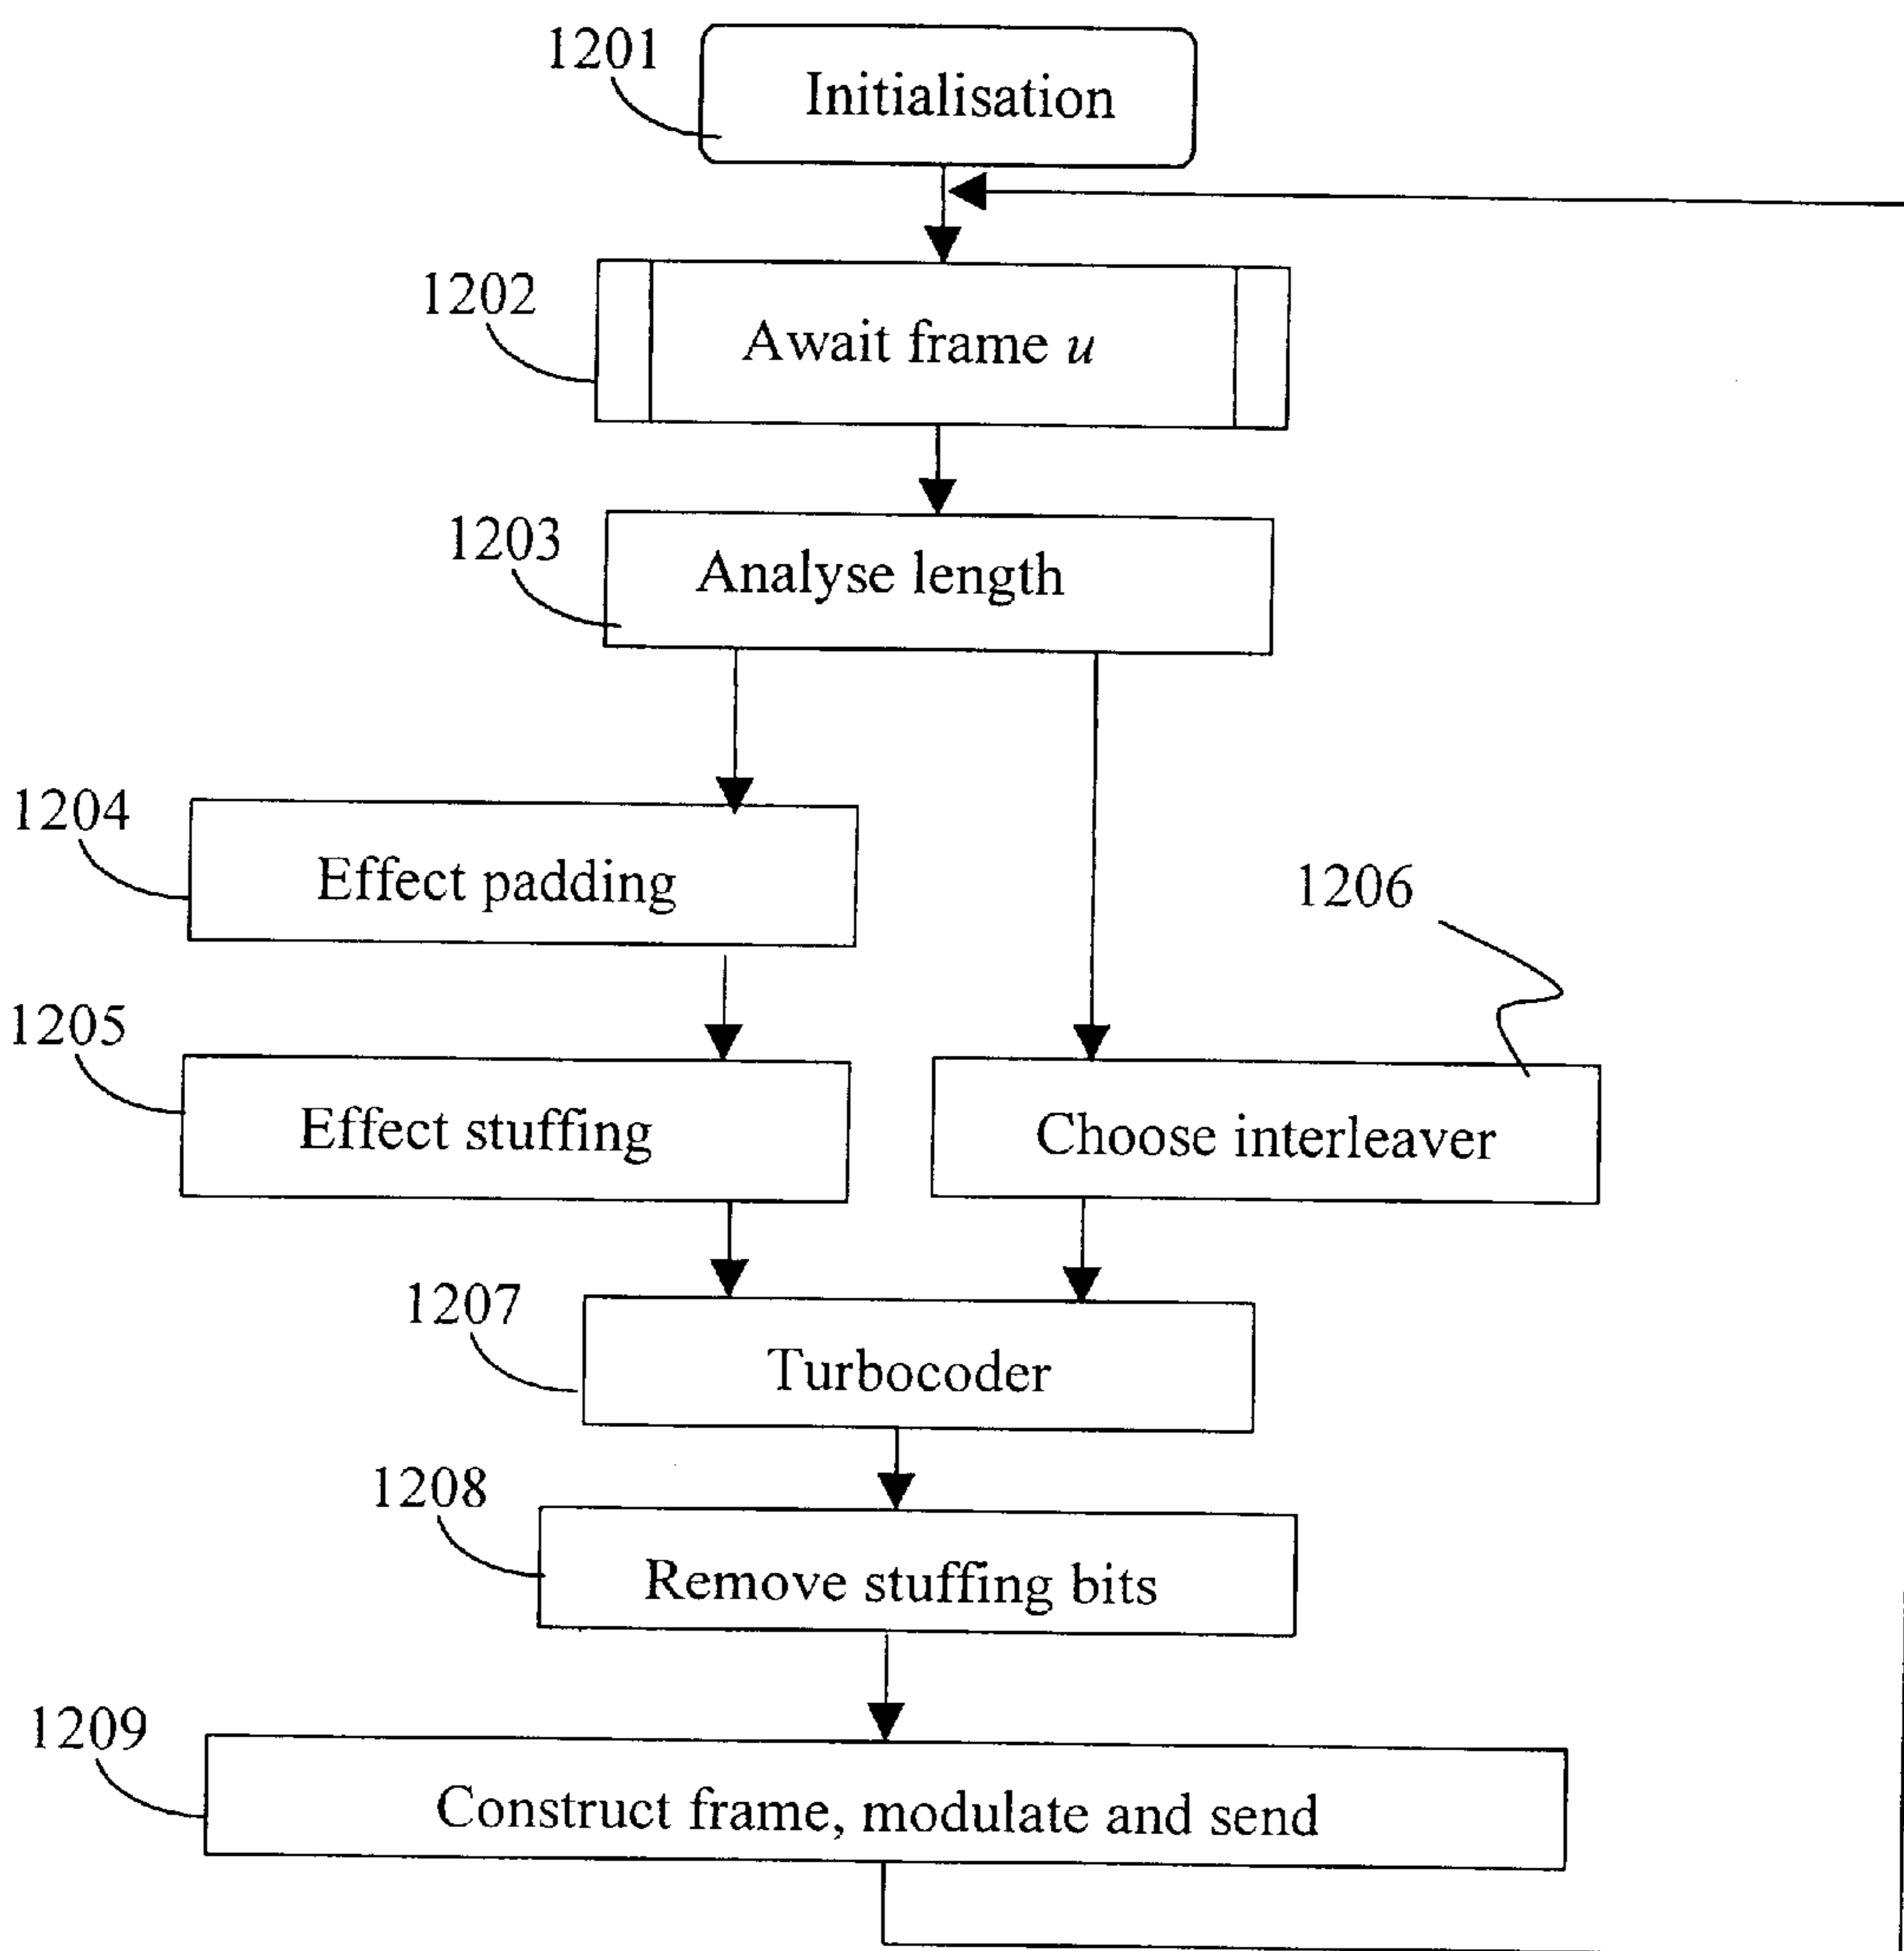 1201
Initialisation
1202
Await frame u
1203
Analyse length
1204
Effect padding
1206
1205
Effect stuffing
Choose interleaver
1207
Turbocoder
1208
Remove stuffing bits
1209
Construct frame, modulate and send